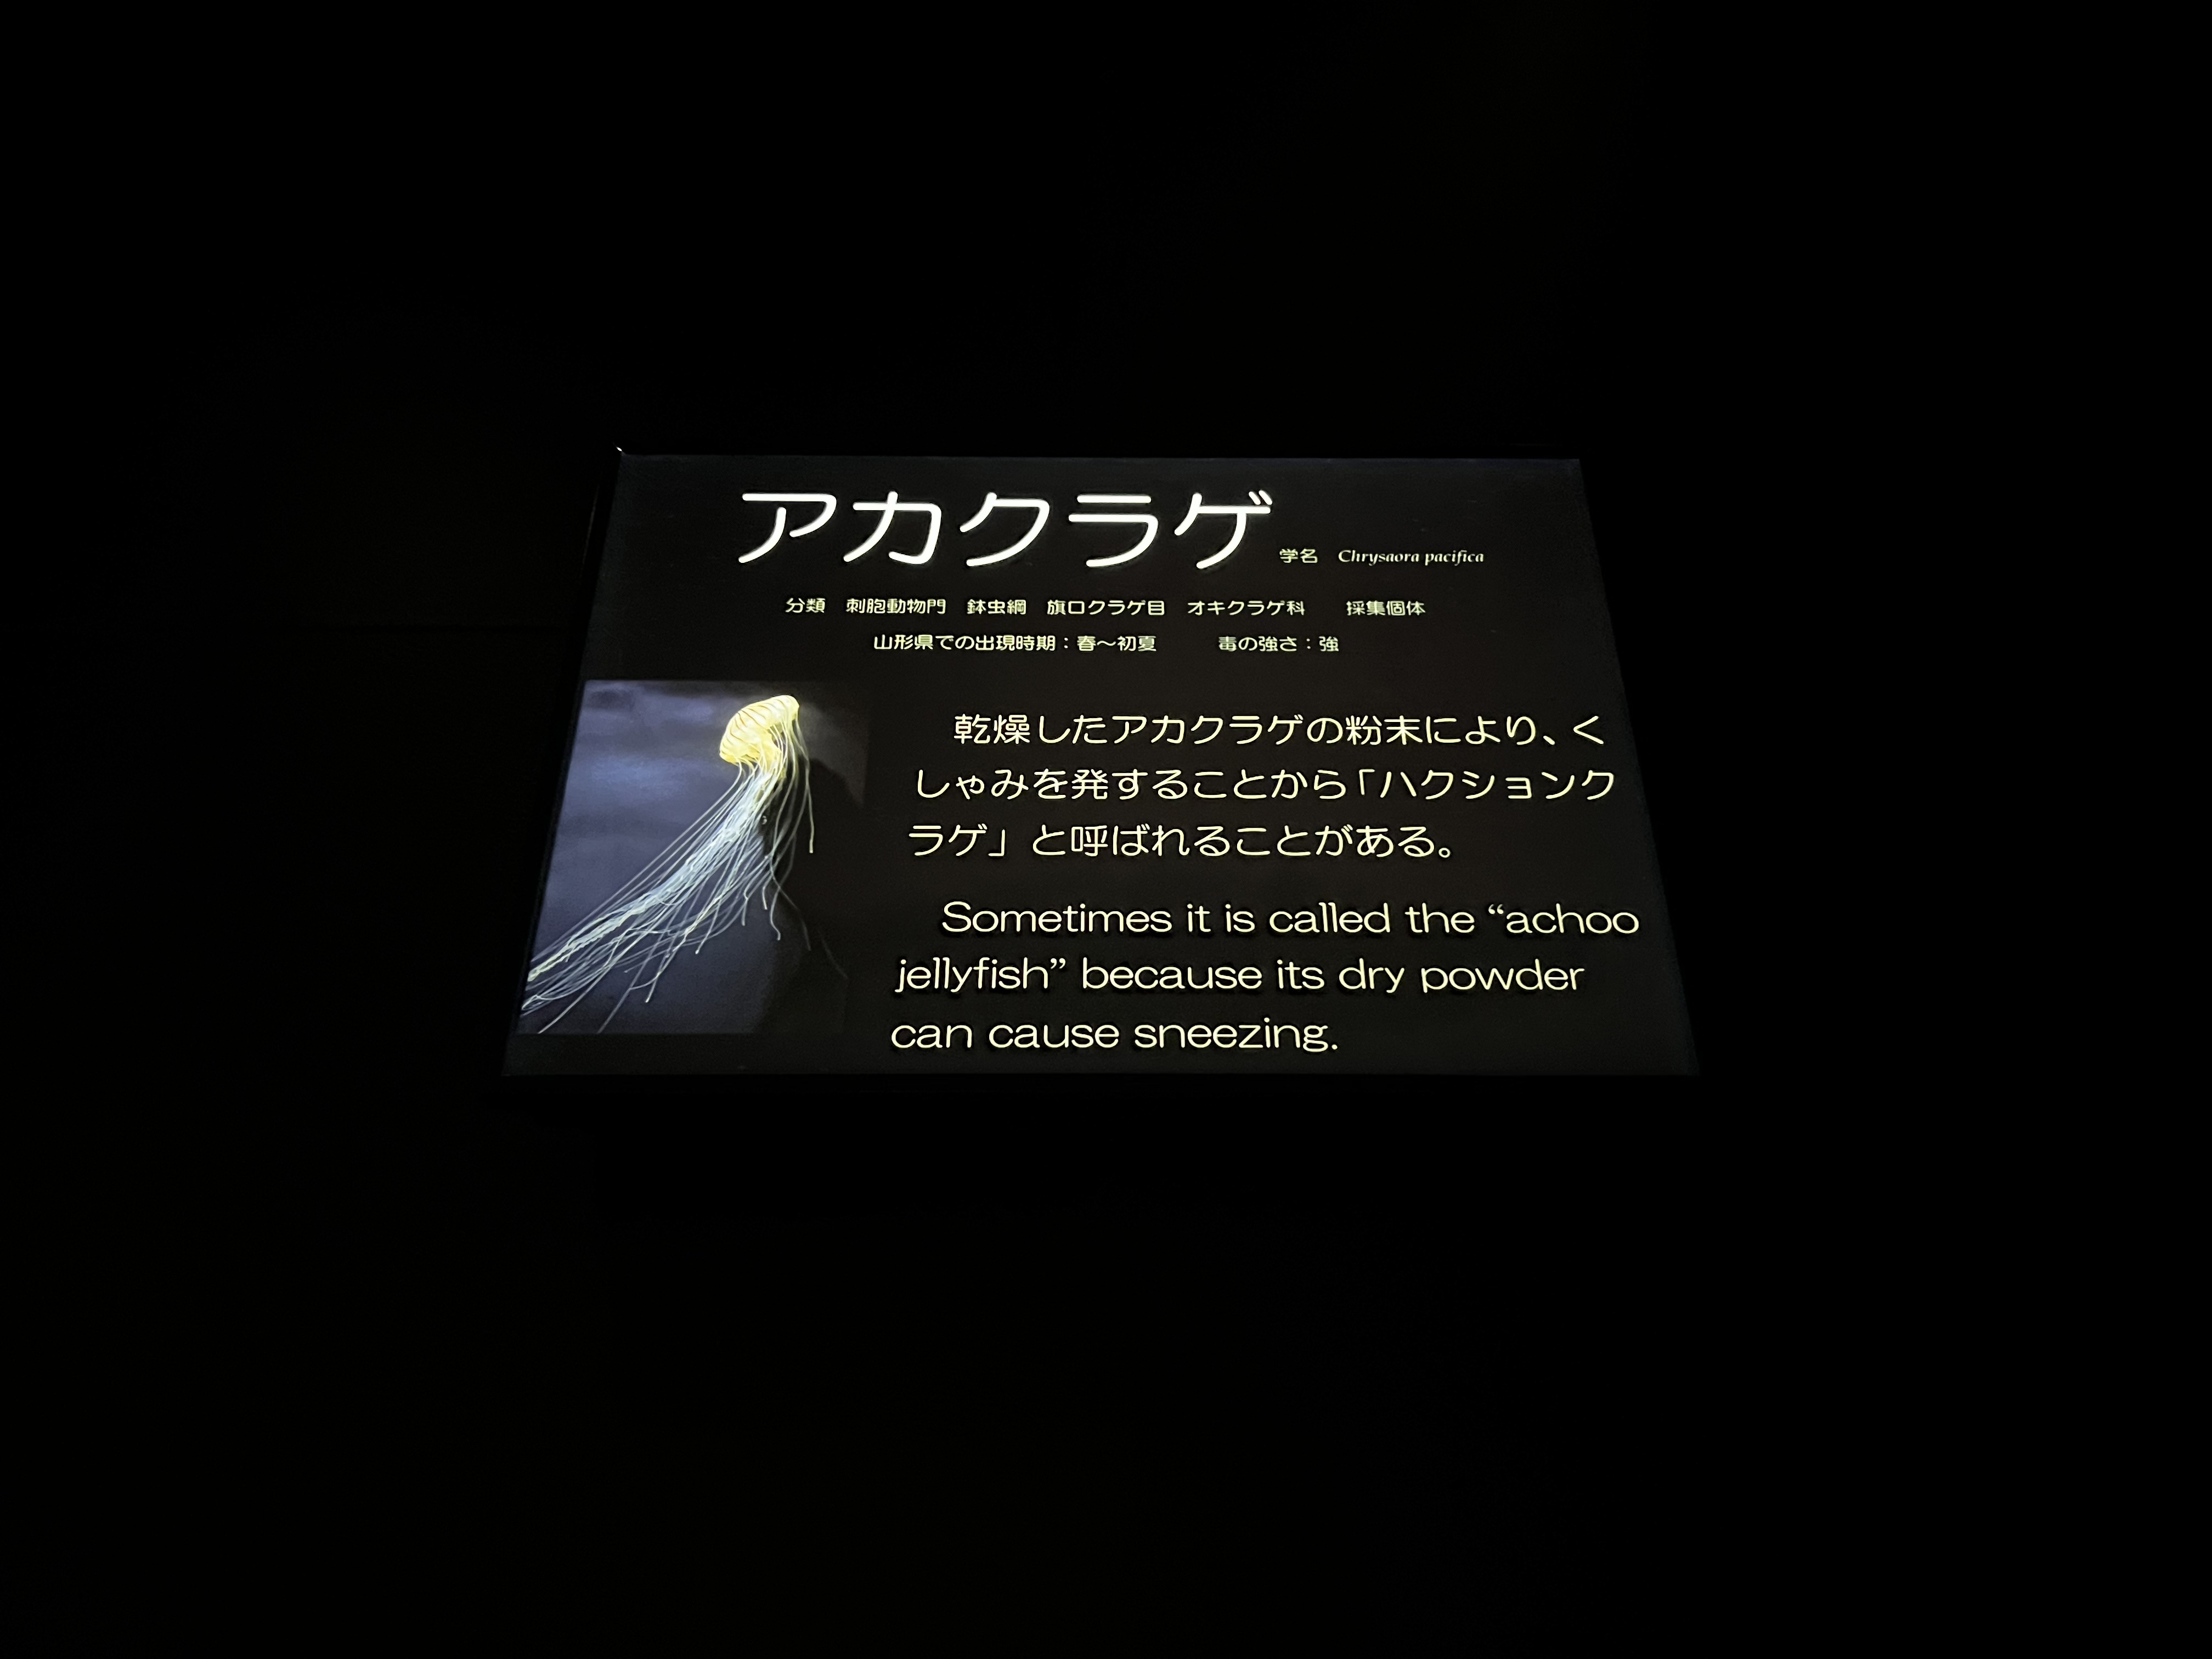 アカクラゲ 学名 Chrysaora pacifica
分類 刺胞動物門 鉢虫綱 旗口クラゲ目 オキクラゲ科 採集個体
山形県での出現時期：春～初夏 毒の強さ：強
乾燥したアカクラゲの粉末により、く
しゃみを発することから「ハクションク
ラゲ」と呼ばれることがある。
Sometimes it is called the “achoo
jellyfish” because its dry powder
can cause sneezing.